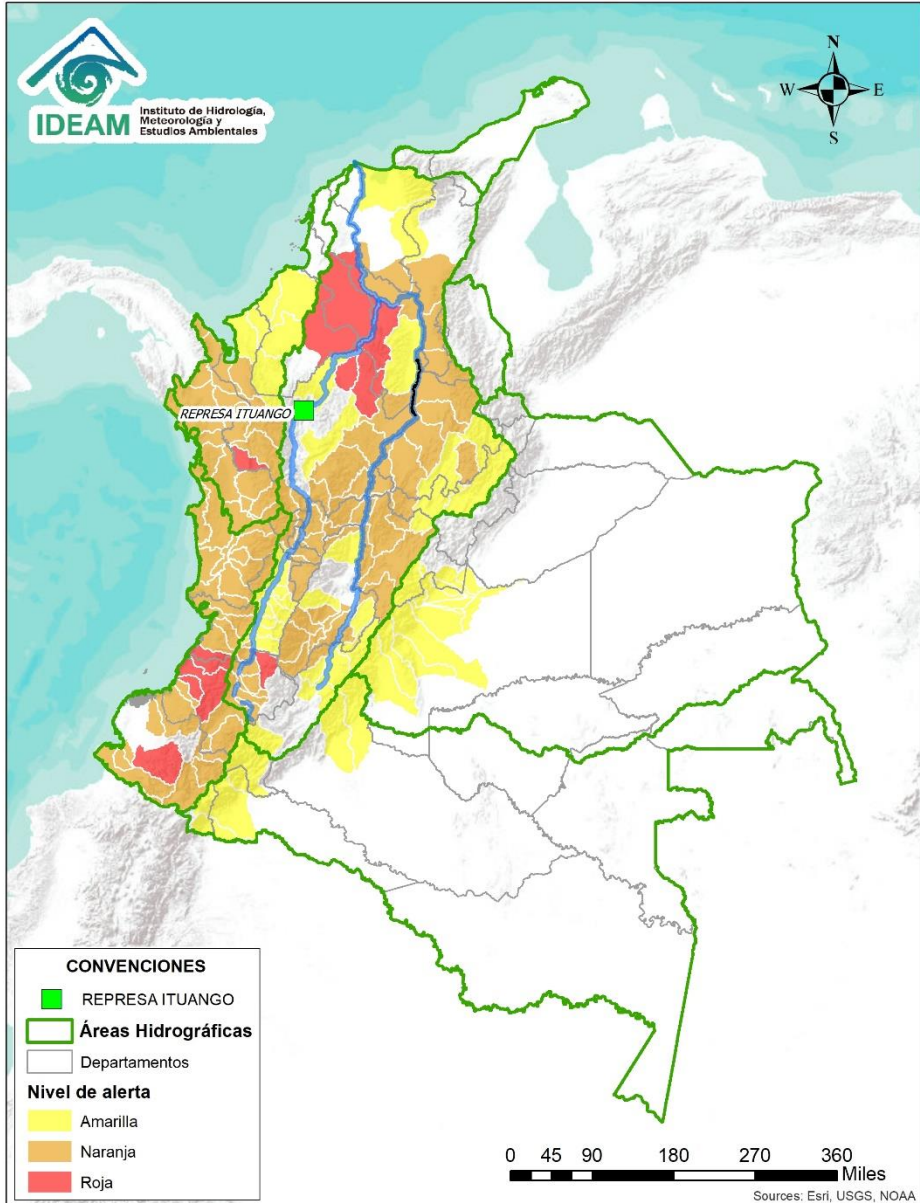 IDEAM
Instituto de Hidrología,
Meteorología y
Estudios Ambientales
N
W E
S
REPRESA ITUANGO
CONVENCIONES
REPRESA ITUANGO
Áreas Hidrográficas
Departamentos
Nivel de alerta
Amarilla
Naranja
Roja
0 45 90 180 270 360
Miles
Sources: Esri, USGS, NOAA